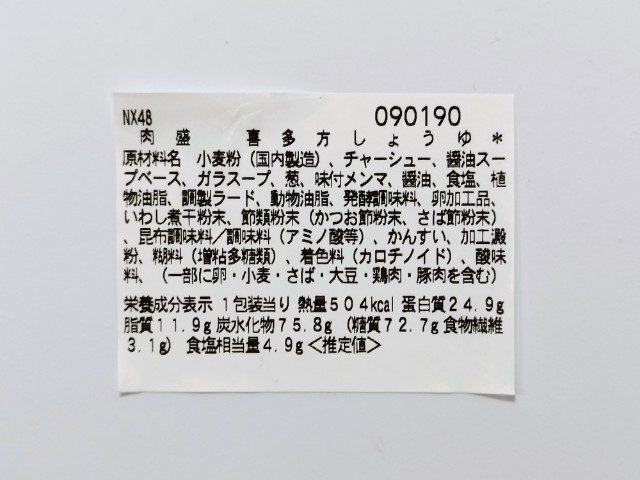 NX48 090190
肉盛 喜多方しょうゆ*
原材料名 小麦粉（国内製造）、チャーシュー、醤油スー
プベース、ガラスープ、葱、味付メンマ、醤油、食塩、植
物油脂、調製ラード、動物油脂、発酵調味料、卵加工品、
いわし煮干粉末、節類粉末（かつお節粉末、さば節粉末）
、昆布調味料／調味料（アミノ酸等）、かんすい、加工澱
粉、糊料（増粘多糖類）、着色料（カロチノイド）、酸味
料、（一部に卵・小麦・さば・大豆・鶏肉・豚肉を含む）
栄養成分表示 1包装当り 熱量504kcal 蛋白質24.9g
脂質11.9g 炭水化物75.8g （糖質72.7g 食物繊維
3.1g） 食塩相当量4.9g＜推定値＞